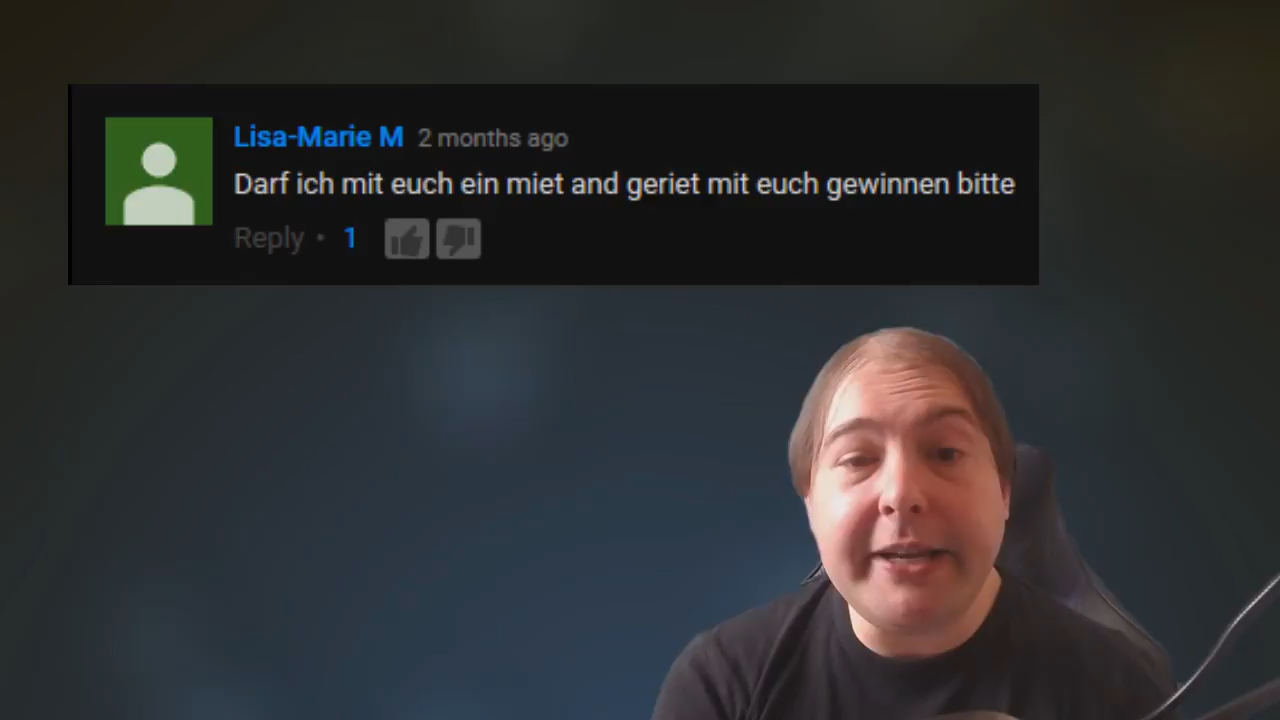 Lisa-Marie M 2 months ago
Darf ich mit euch ein miet and geriet mit euch gewinnen bitte
Reply • 1